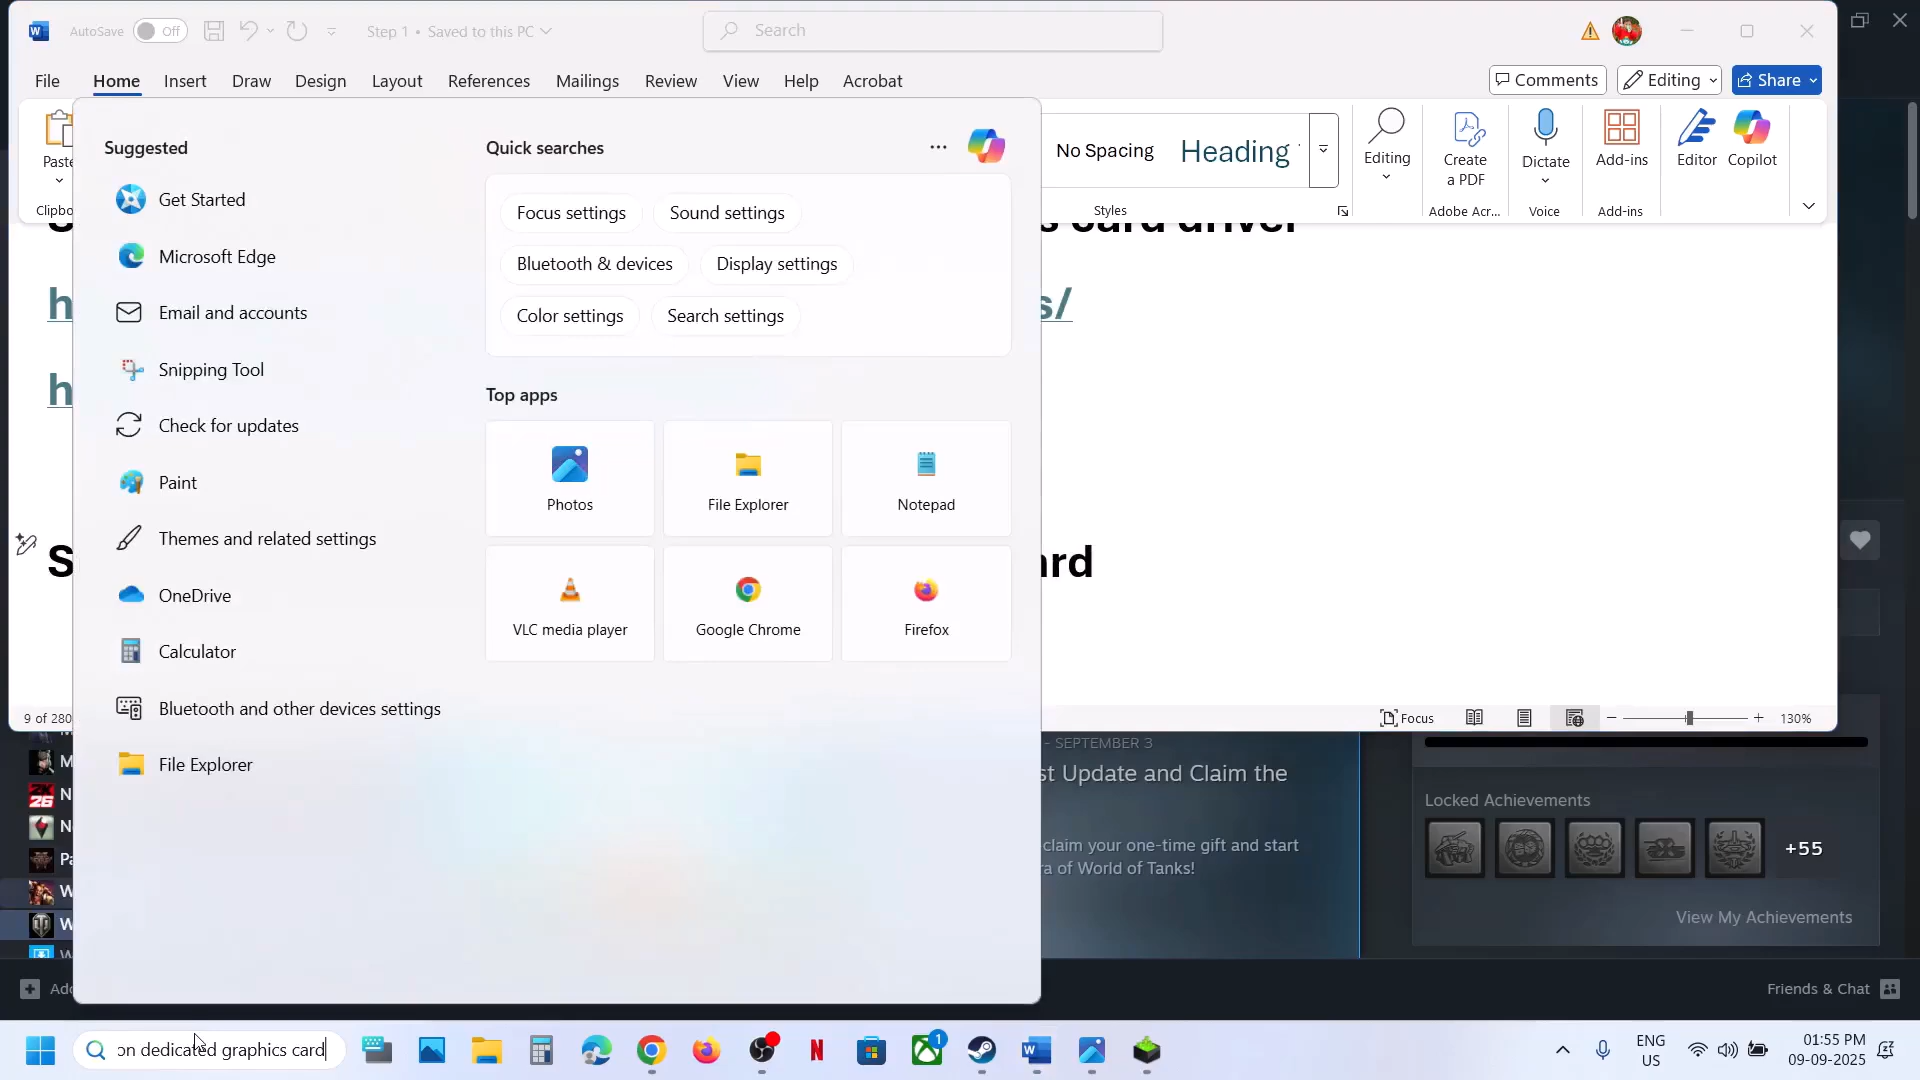 AutoSave Off Step 1 • Saved to this PC Search
File Home Insert Draw Design Layout References Mailings Review View Help Acrobat Comments Editing Share
Paste
Clipbo
No Spacing Heading
Styles
Editing
Create
a PDF
Adobe Acr...
Dictate
Voice
Add-ins
Add-ins
Editor
Copilot
s card driver
s/
h
h
ard
Suggested
Get Started
Microsoft Edge
Email and accounts
Snipping Tool
Check for updates
Paint
Themes and related settings
OneDrive
Calculator
Bluetooth and other devices settings
File Explorer
Quick searches
Focus settings Sound settings
Bluetooth & devices Display settings
Color settings Search settings
Top apps
Photos File Explorer Notepad
VLC media player Google Chrome Firefox
9 of 280 Focus 130%
- SEPTEMBER 3
st Update and Claim the
claim your one-time gift and start
ra of World of Tanks!
Locked Achievements
+55
View My Achievements
Friends & Chat
on dedicated graphics card
1
ENG
US
01:55 PM
09-09-2025